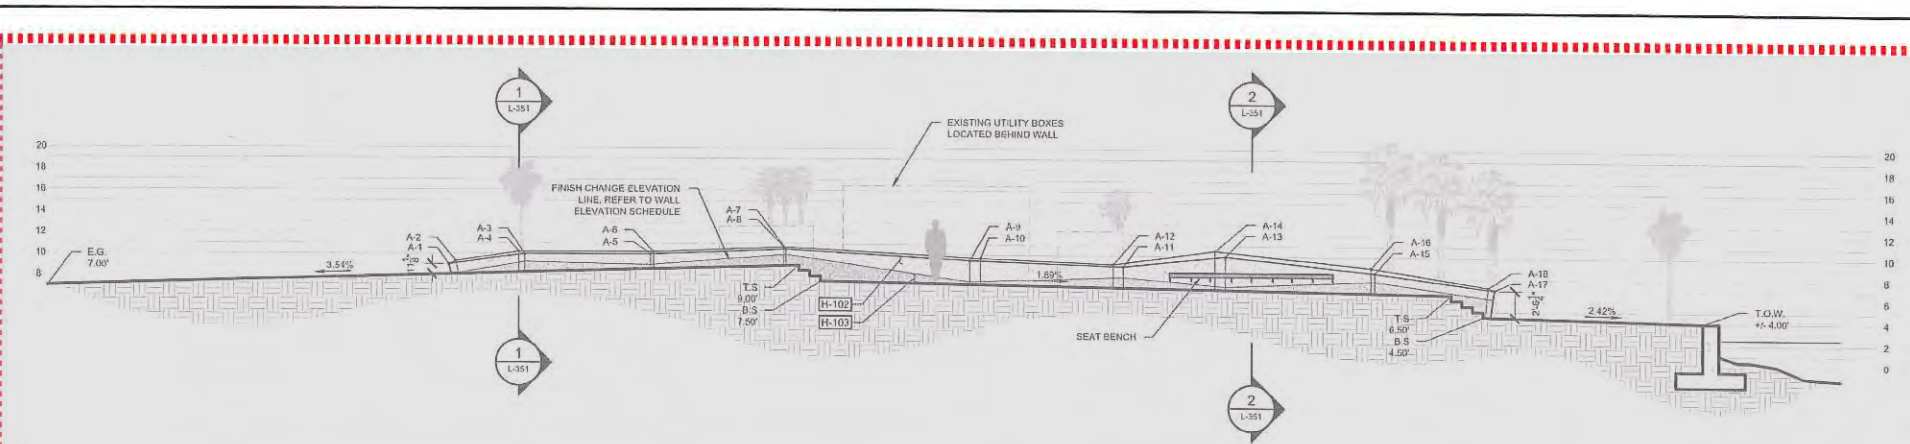 1
L-351
2
L-351
EXISTING UTILITY BOXES
LOCATED BEHIND WALL
20
18
16
14
12
10
8
FINISH CHANGE ELEVATION
LINE, REFER TO WALL
ELEVATION SCHEDULE
E.G.
7.00'
3.54%
A-2
A-1
A-3
A-4
A-6
A-5
A-7
A-8
A-9
A-10
A-12
A-11
A-14
A-13
A-16
A-15
A-18
A-17
1.69%
T.S
9.00'
B.S
7.50'
H-102
H-103
SEAT BENCH
T.S
6.50'
B.S
4.50'
2.42%
T.O.W.
+/- 4.00'
20
18
16
14
12
10
8
6
4
2
0
1
L-351
2
L-351